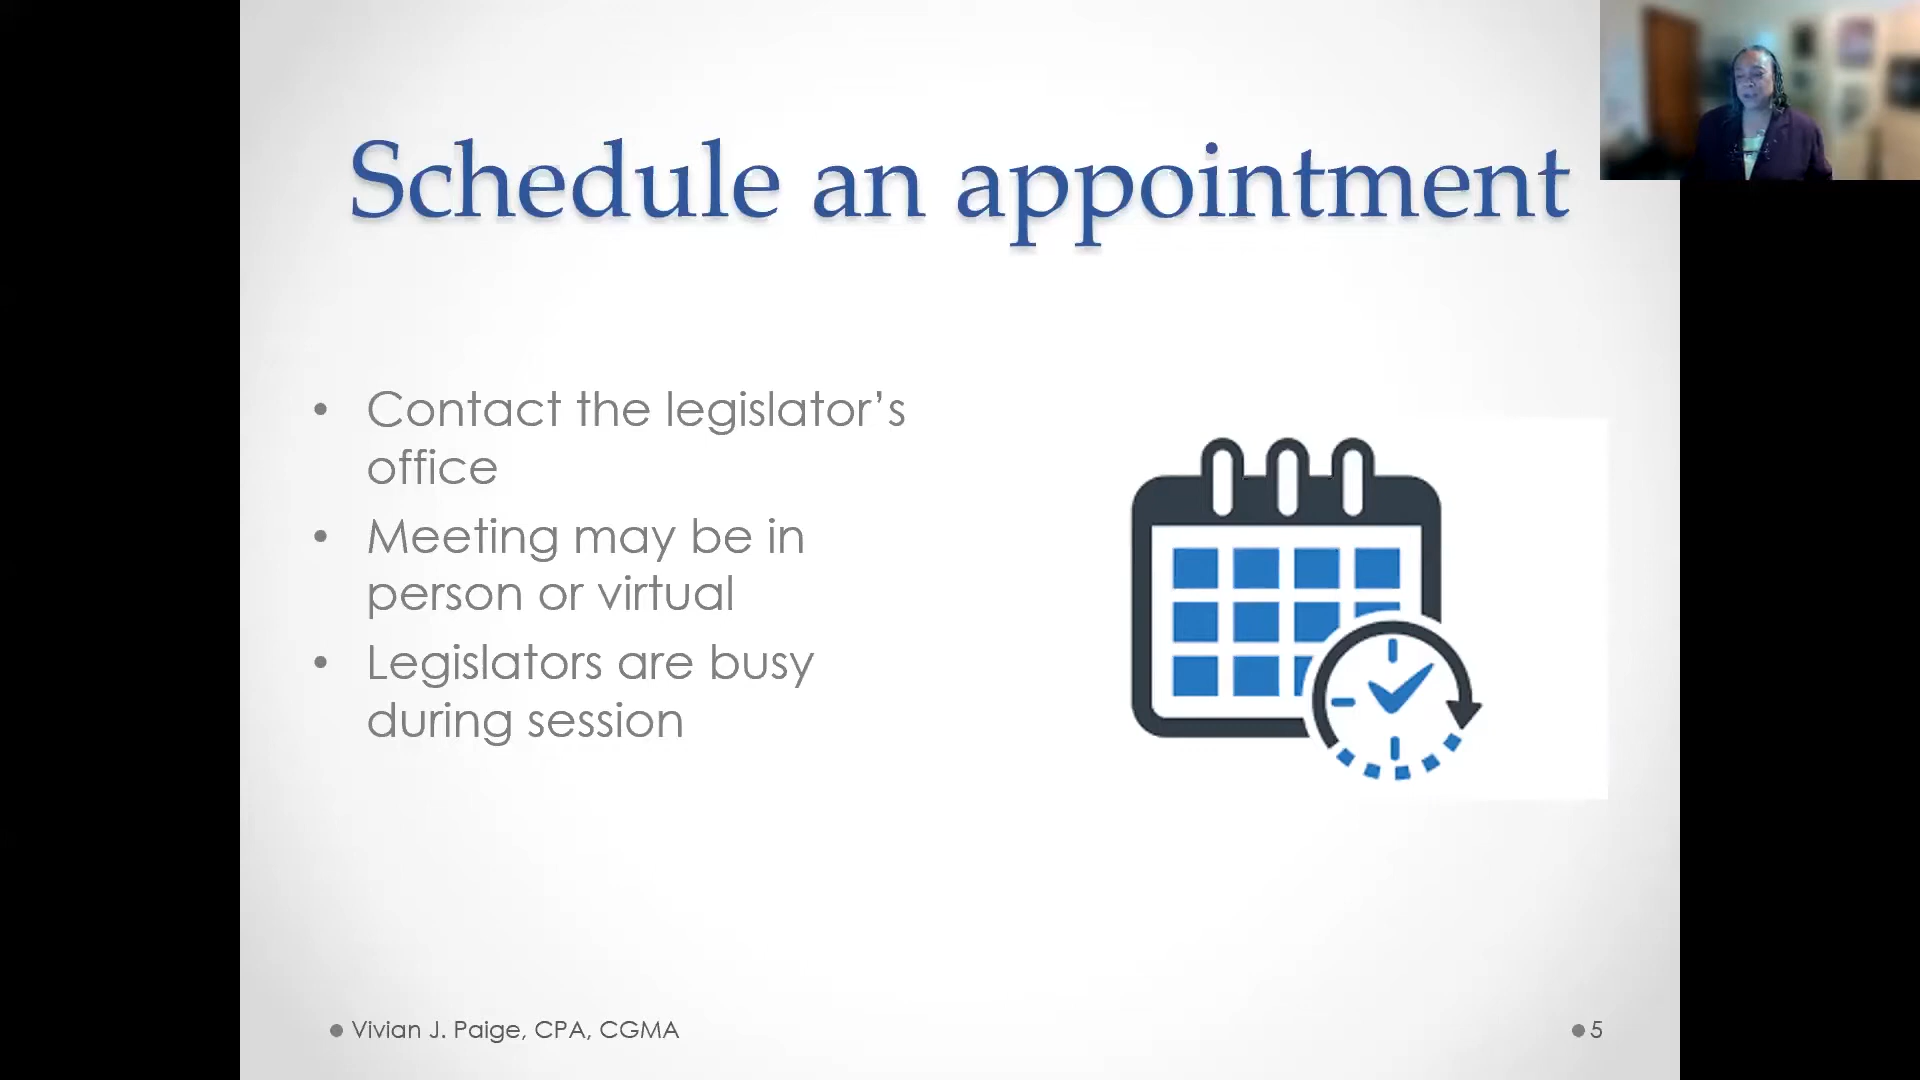 Schedule an appointment
• Contact the legislator’s
office
• Meeting may be in
person or virtual
• Legislators are busy
during session
Vivian J. Paige, CPA, CGMA
5